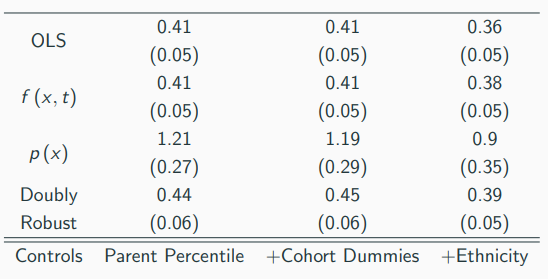 OLS 0.41 0.41 0.36
(0.05) (0.05) (0.05)
f (x, t) 0.41 0.41 0.38
(0.05) (0.05) (0.05)
p (x) 1.21 1.19 0.9
(0.27) (0.29) (0.35)
Doubly 0.44 0.45 0.39
Robust (0.06) (0.06) (0.05)
Controls Parent Percentile +Cohort Dummies +Ethnicity